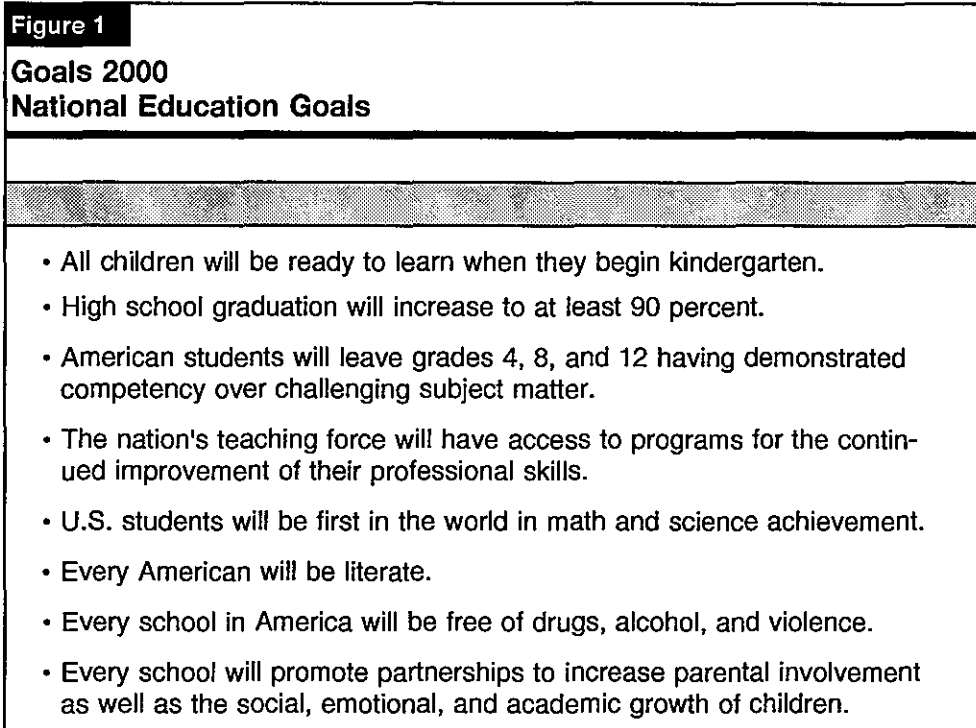 Figure 1
Goals 2000
National Education Goals
• All children will be ready to learn when they begin kindergarten.
• High school graduation will increase to at least 90 percent.
• American students will leave grades 4, 8, and 12 having demonstrated
competency over challenging subject matter.
• The nation's teaching force will have access to programs for the contin-
ued improvement of their professional skills.
• U.S. students will be first in the world in math and science achievement.
• Every American will be literate.
• Every school in America will be free of drugs, alcohol, and violence.
• Every school will promote partnerships to increase parental involvement
as well as the social, emotional, and academic growth of children.